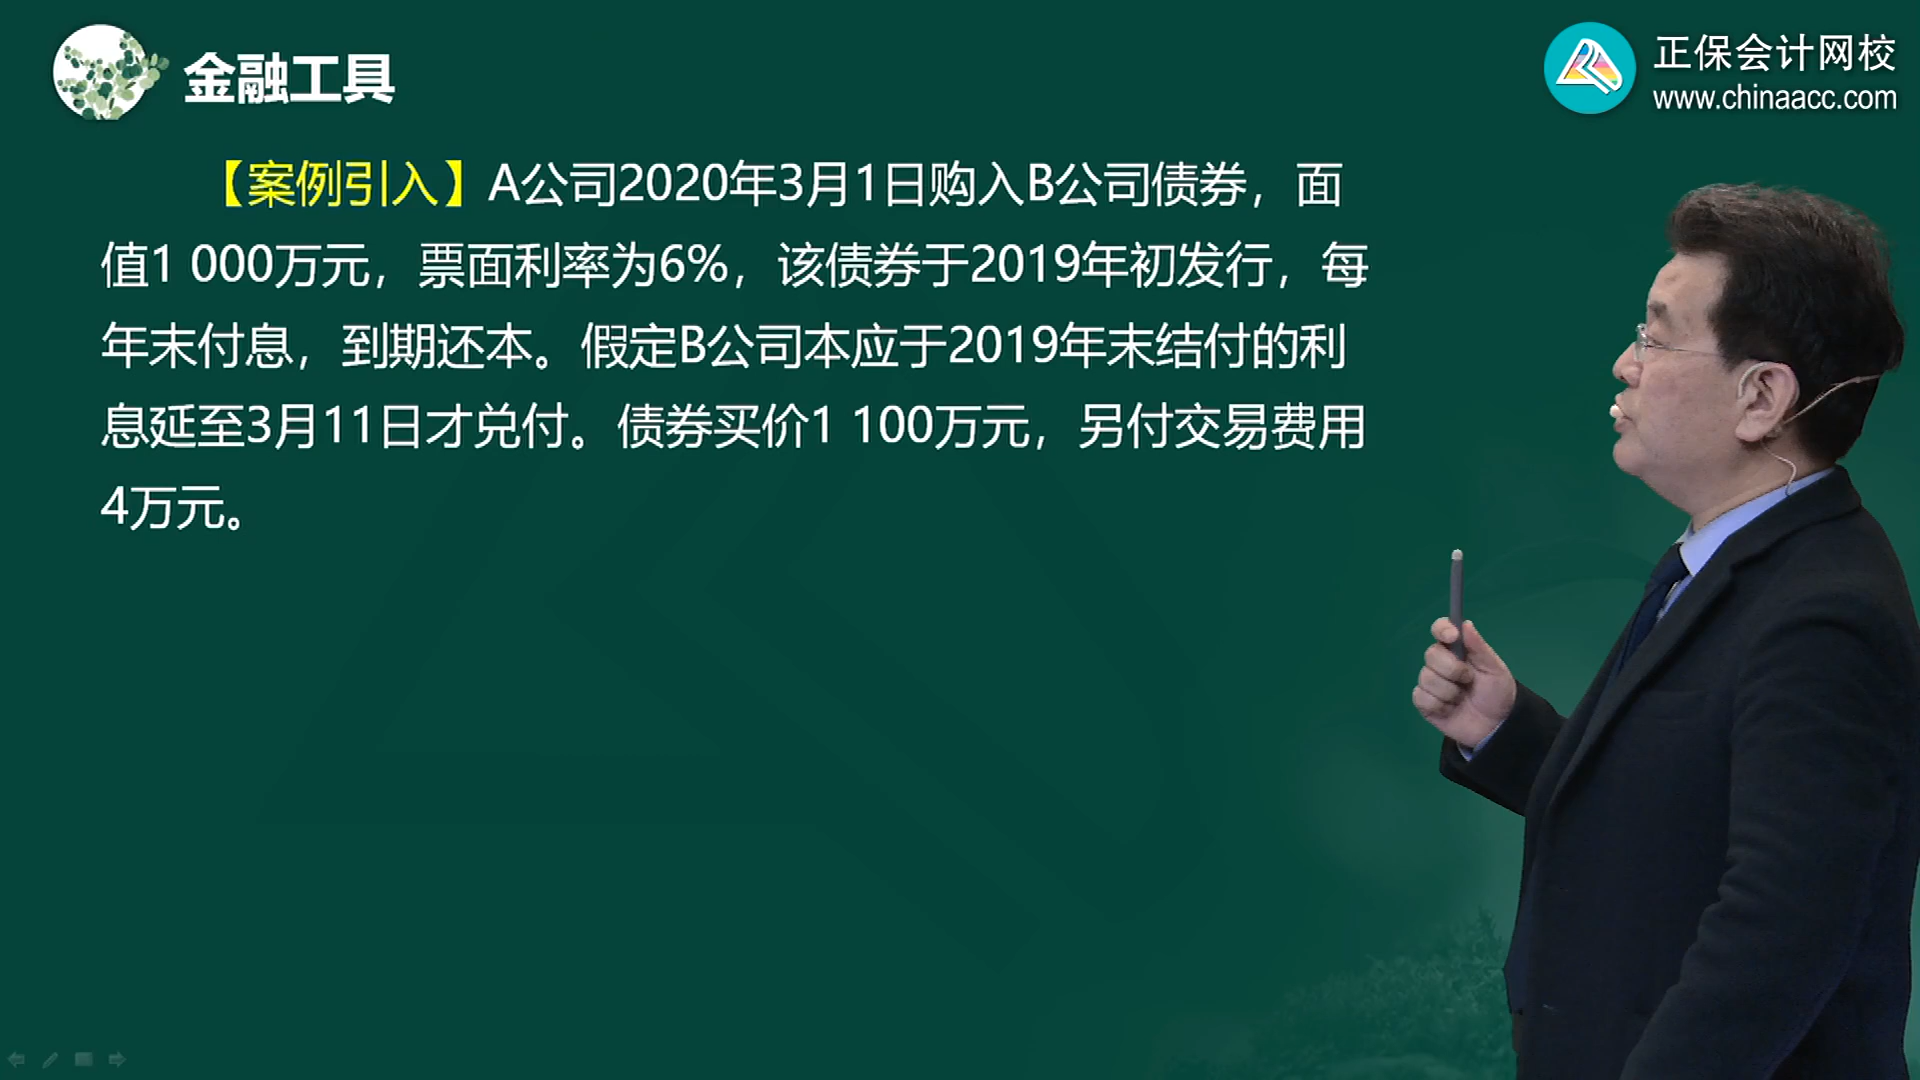 金融工具
正保会计网校
www.chinaacc.com
【案例引入】A公司2020年3月1日购入B公司债券，面
值1 000万元，票面利率为6%，该债券于2019年初发行，每
年末付息，到期还本。假定B公司本应于2019年末结付的利
息延至3月11日才兑付。债券买价1 100万元，另付交易费用
4万元。